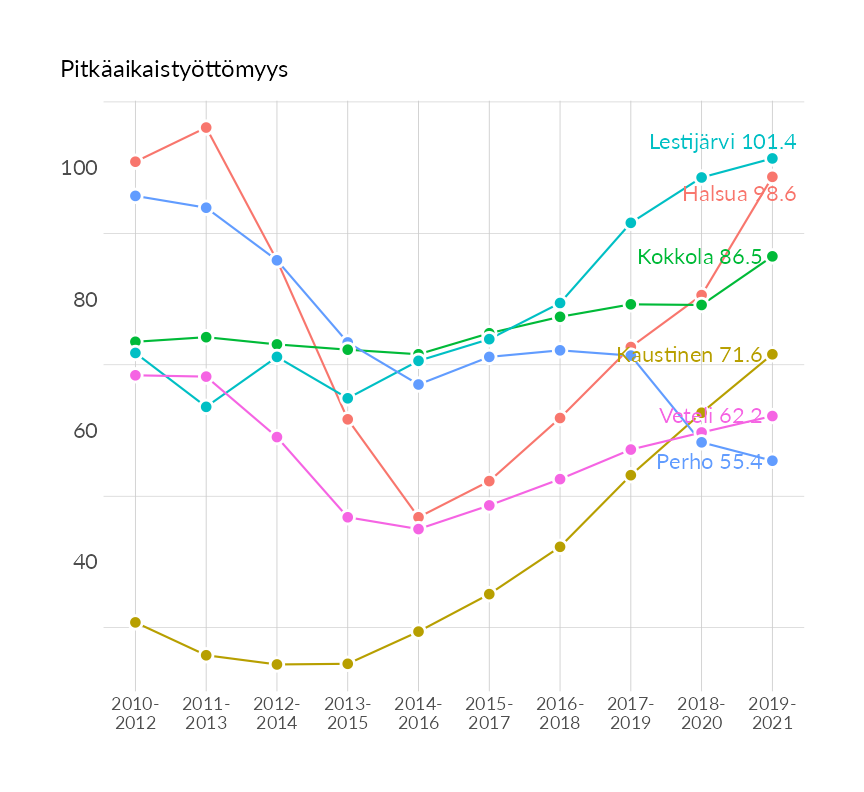 Pitkäaikaistyöttömyys
Lestijärvi 101.4
100
Halsua 98.6
Kokkola 86.5
80
Kaustinen 71.6
Veteli 62.2
60
Perho 55.4
40
2010- 2011- 2012- 2013- 2014- 2015- 2016- 2017- 2018- 2019-
2012 2013 2014 2015 2016 2017 2018 2019 2020 2021